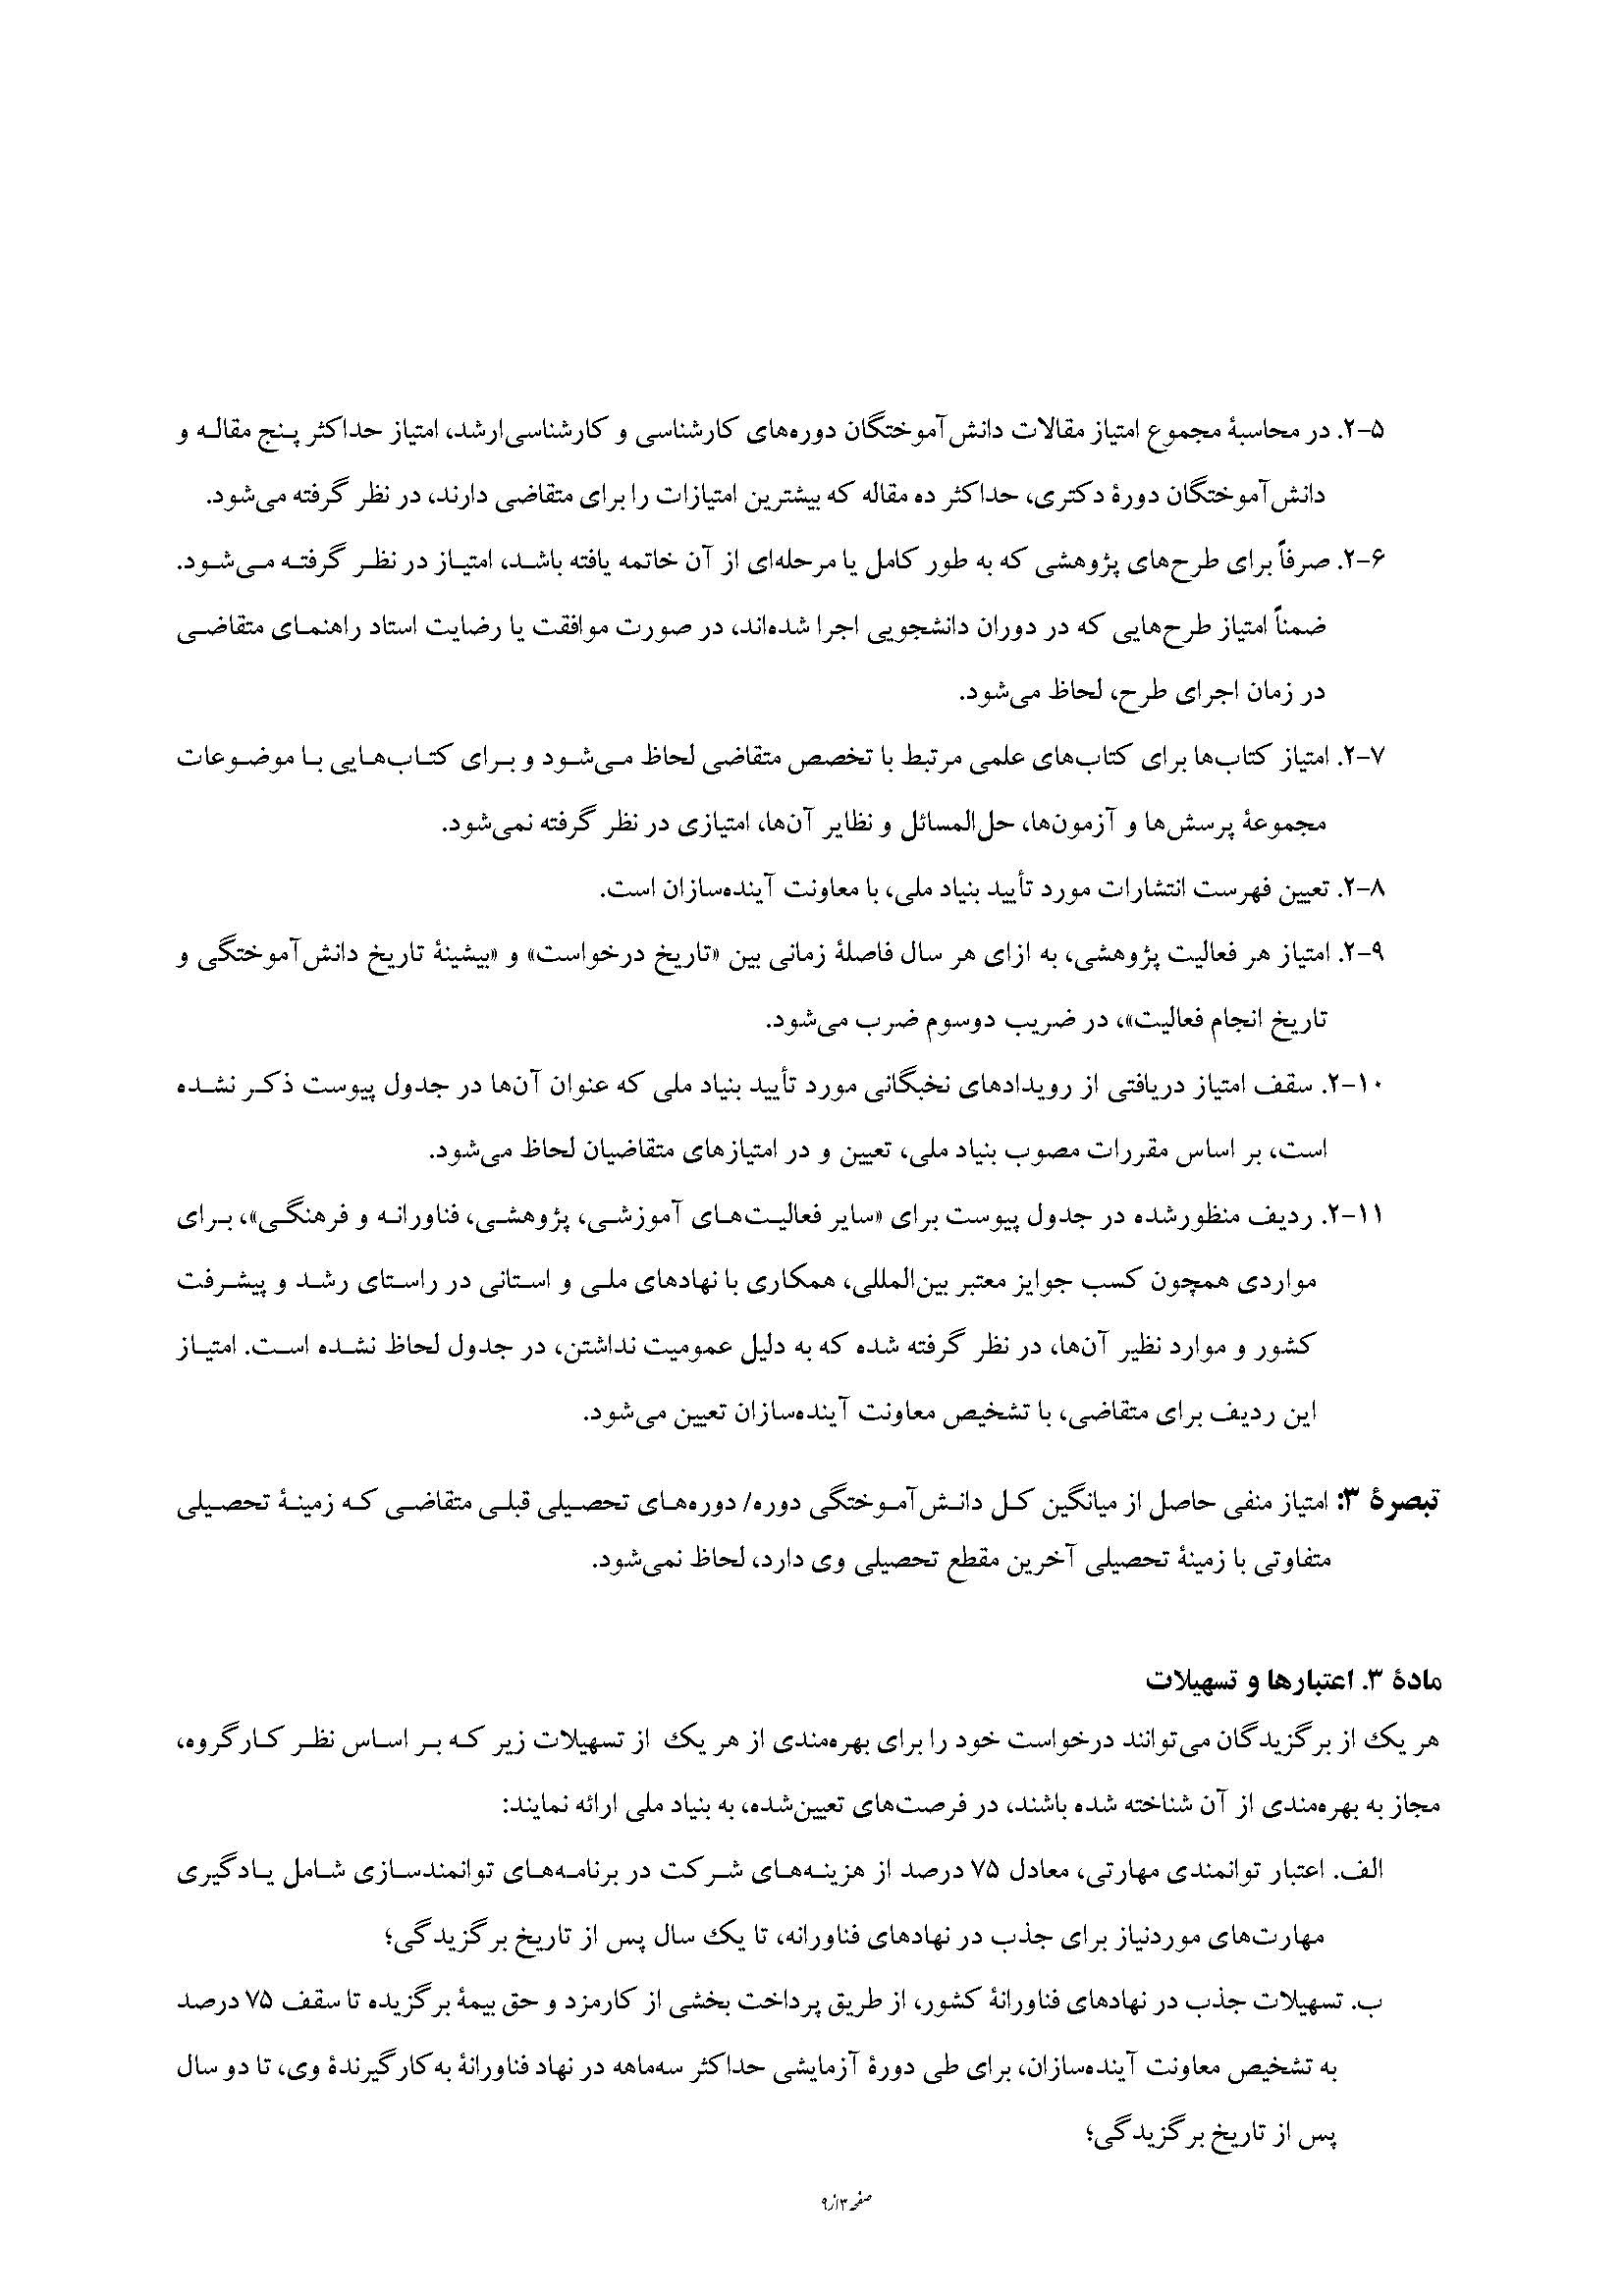 ۲-۵. در محاسبهٔ مجموع امتیاز مقالات دانش‌آموختگان دوره‌های کارشناسی و کارشناسی‌ارشد، امتیاز حداکثر پنج مقاله و
دانش‌آموختگان دورهٔ دکتری، حداکثر ده مقاله که بیشترین امتیازات را برای متقاضی دارند، در نظر گرفته می‌شود.
۲-۶. صرفاً برای طرح‌های پژوهشی که به طور کامل یا مرحله‌ای از آن خاتمه یافته باشد، امتیاز در نظر گرفته می‌شود.
ضمناً امتیاز طرح‌هایی که در دوران دانشجویی اجرا شده‌اند، در صورت موافقت یا رضایت استاد راهنمای متقاضی
در زمان اجرای طرح، لحاظ می‌شود.
۲-۷. امتیاز کتاب‌ها برای کتاب‌های علمی مرتبط با تخصص متقاضی لحاظ می‌شود و برای کتاب‌هایی با موضوعات
مجموعهٔ پرسش‌ها و آزمون‌ها، حل‌المسائل و نظایر آن‌ها، امتیازی در نظر گرفته نمی‌شود.
۲-۸. تعیین فهرست انتشارات مورد تأیید بنیاد ملی، با معاونت آینده‌سازان است.
۲-۹. امتیاز هر فعالیت پژوهشی، به ازای هر سال فاصلهٔ زمانی بین «تاریخ درخواست» و «بیشینهٔ تاریخ دانش‌آموختگی و
تاریخ انجام فعالیت»، در ضریب دوسوم ضرب می‌شود.
۲-۱۰. سقف امتیاز دریافتی از رویدادهای نخبگانی مورد تأیید بنیاد ملی که عنوان آن‌ها در جدول پیوست ذکر نشده
است، بر اساس مقررات مصوب بنیاد ملی، تعیین و در امتیازهای متقاضیان لحاظ می‌شود.
۲-۱۱. ردیف منظورشده در جدول پیوست برای «سایر فعالیت‌های آموزشی، پژوهشی، فناورانه و فرهنگی»، برای
مواردی همچون کسب جوایز معتبر بین‌المللی، همکاری با نهادهای ملی و استانی در راستای رشد و پیشرفت
کشور و موارد نظیر آن‌ها، در نظر گرفته شده که به دلیل عمومیت نداشتن، در جدول لحاظ نشده است. امتیاز
این ردیف برای متقاضی، با تشخیص معاونت آینده‌سازان تعیین می‌شود.
تبصرهٔ ۳: امتیاز منفی حاصل از میانگین کل دانش‌آموختگی دوره/ دوره‌های تحصیلی قبلی متقاضی که زمینهٔ تحصیلی
متفاوتی با زمینهٔ تحصیلی آخرین مقطع تحصیلی وی دارد، لحاظ نمی‌شود.
مادهٔ ۳. اعتبارها و تسهیلات
هر یک از برگزیدگان می‌توانند درخواست خود را برای بهره‌مندی از هر یک از تسهیلات زیر که بر اساس نظر کارگروه،
مجاز به بهره‌مندی از آن شناخته شده باشند، در فرصت‌های تعیین‌شده، به بنیاد ملی ارائه نمایند:
الف. اعتبار توانمندی مهارتی، معادل ۷۵ درصد از هزینه‌های شرکت در برنامه‌های توانمندسازی شامل یادگیری
مهارت‌های موردنیاز برای جذب در نهادهای فناورانه، تا یک سال پس از تاریخ برگزیدگی؛
ب. تسهیلات جذب در نهادهای فناورانهٔ کشور، از طریق پرداخت بخشی از کارمزد و حق بیمهٔ برگزیده تا سقف ۷۵ درصد
به تشخیص معاونت آینده‌سازان، برای طی دورهٔ آزمایشی حداکثر سه‌ماهه در نهاد فناورانهٔ به‌کارگیرندهٔ وی، تا دو سال
پس از تاریخ برگزیدگی؛
صفحه ۳ از ۹